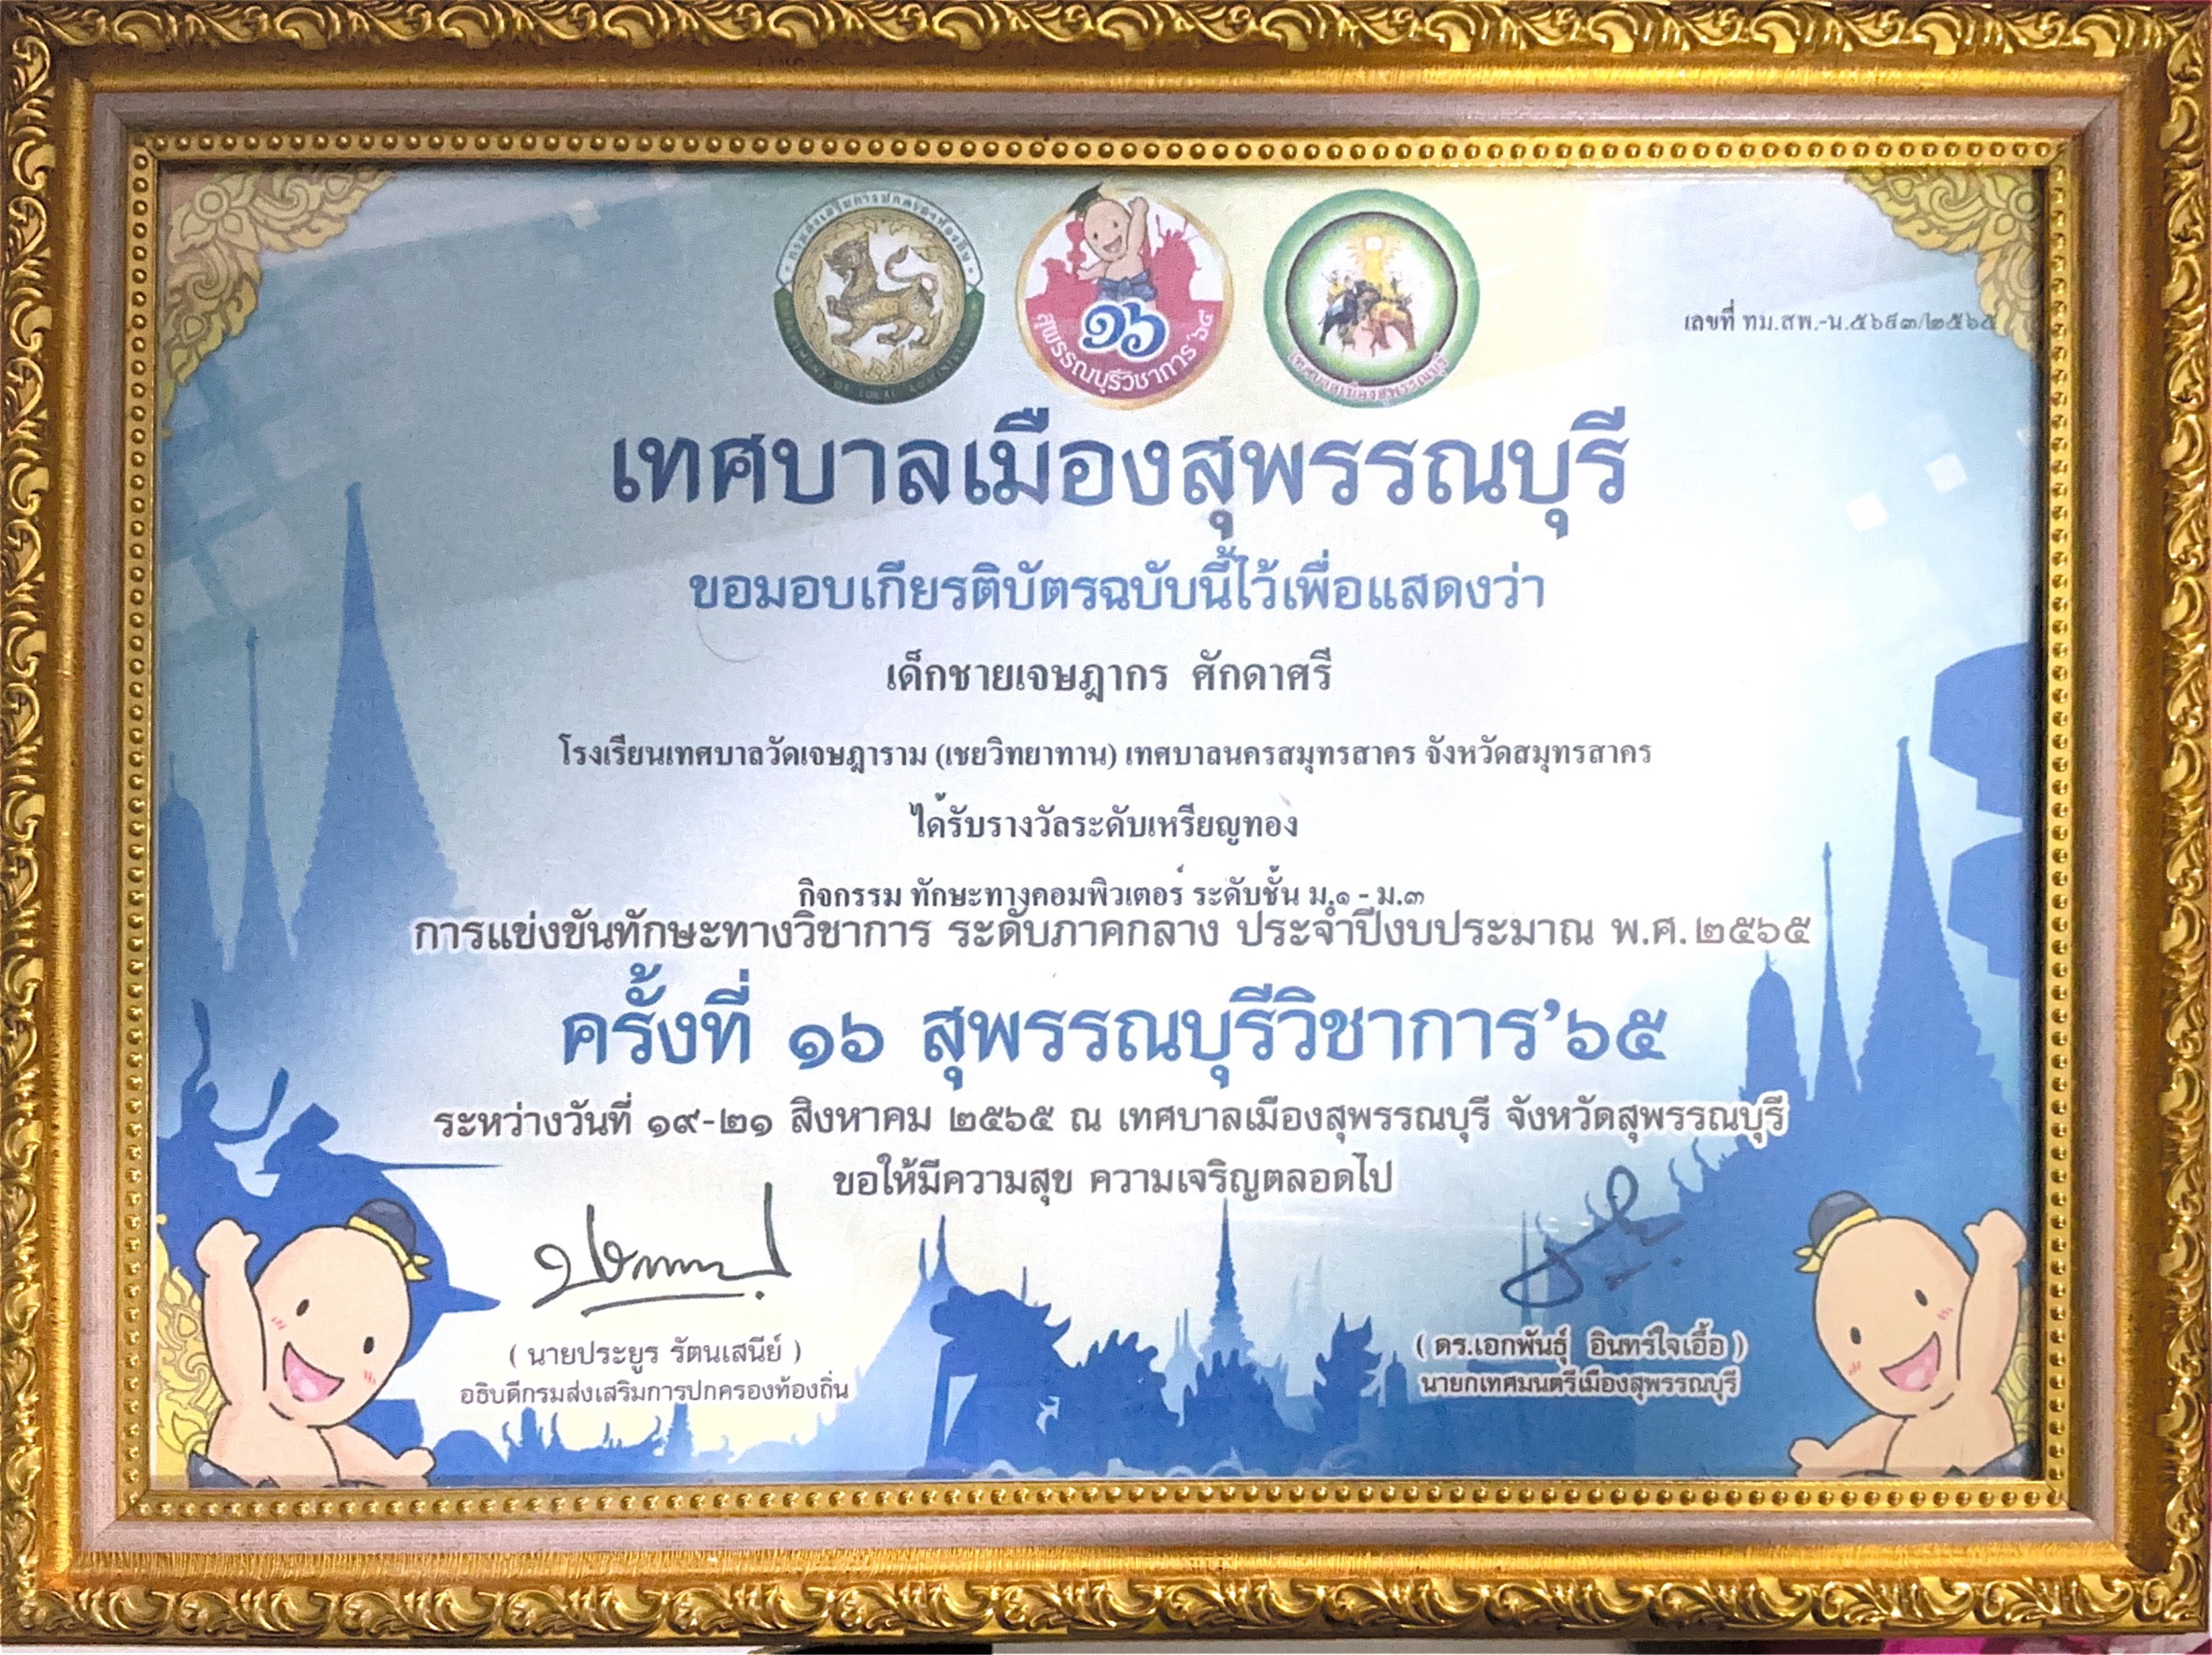 กรมส่งเสริมการปกครองท้องถิ่น
๑๖
สุพรรณบุรีวิชาการ'๖๕
เทศบาลเมืองสุพรรณบุรี
เลขที่ ทม.สพ.-น.๕๖๕๓/๒๕๖๕
เทศบาลเมืองสุพรรณบุรี
ขอมอบเกียรติบัตรฉบับนี้ไว้เพื่อแสดงว่า
เด็กชายเจษฎากร ศักดาศรี
โรงเรียนเทศบาลวัดเจษฎาราม (เชยวิทยาทาน) เทศบาลนครสมุทรสาคร จังหวัดสมุทรสาคร
ได้รับรางวัลระดับเหรียญทอง
กิจกรรม ทักษะทางคอมพิวเตอร์ ระดับชั้น ม.๑ - ม.๓
การแข่งขันทักษะทางวิชาการ ระดับภาคกลาง ประจำปีงบประมาณ พ.ศ.๒๕๖๕
ครั้งที่ ๑๖ สุพรรณบุรีวิชาการ'๖๕
ระหว่างวันที่ ๑๙-๒๑ สิงหาคม ๒๕๖๕ ณ เทศบาลเมืองสุพรรณบุรี จังหวัดสุพรรณบุรี
ขอให้มีความสุข ความเจริญตลอดไป
( นายประยูร รัตนเสนีย์ )
อธิบดีกรมส่งเสริมการปกครองท้องถิ่น
( ดร.เอกพันธุ์ อินทร์ใจเอื้อ )
นายกเทศมนตรีเมืองสุพรรณบุรี